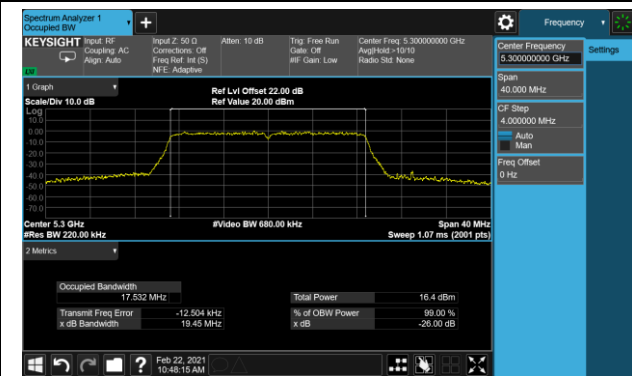 Spectrum Analyzer 1
Occupied BW
Frequency
KEYSIGHT
Input: RF
Coupling: AC
Align: Auto
Input Z: 50 Ω
Corrections: Off
Freq Ref: Int (S)
NFE: Adaptive
Atten: 10 dB
Trig: Free Run
Gate: Off
#IF Gain: Low
Center Freq: 5.300000000 GHz
Avg|Hold:>10/10
Radio Std: None
Center Frequency
5.300000000 GHz
Settings
Span
40.000 MHz
CF Step
4.000000 MHz
Auto
Man
Freq Offset
0 Hz
1 Graph
Scale/Div 10.0 dB
Ref Lvl Offset 22.00 dB
Ref Value 20.00 dBm
Log
10.0
0.00
-10.0
-20.0
-30.0
-40.0
-50.0
-60.0
-70.0
Center 5.3 GHz
#Video BW 680.00 kHz
Span 40 MHz
#Res BW 220.00 kHz
Sweep 1.07 ms (2001 pts)
2 Metrics
Occupied Bandwidth
17.532 MHz
Total Power 16.4 dBm
Transmit Freq Error -12.504 kHz
% of OBW Power 99.00 %
x dB Bandwidth 19.45 MHz
x dB -26.00 dB
?
Feb 22, 2021
10:48:15 AM